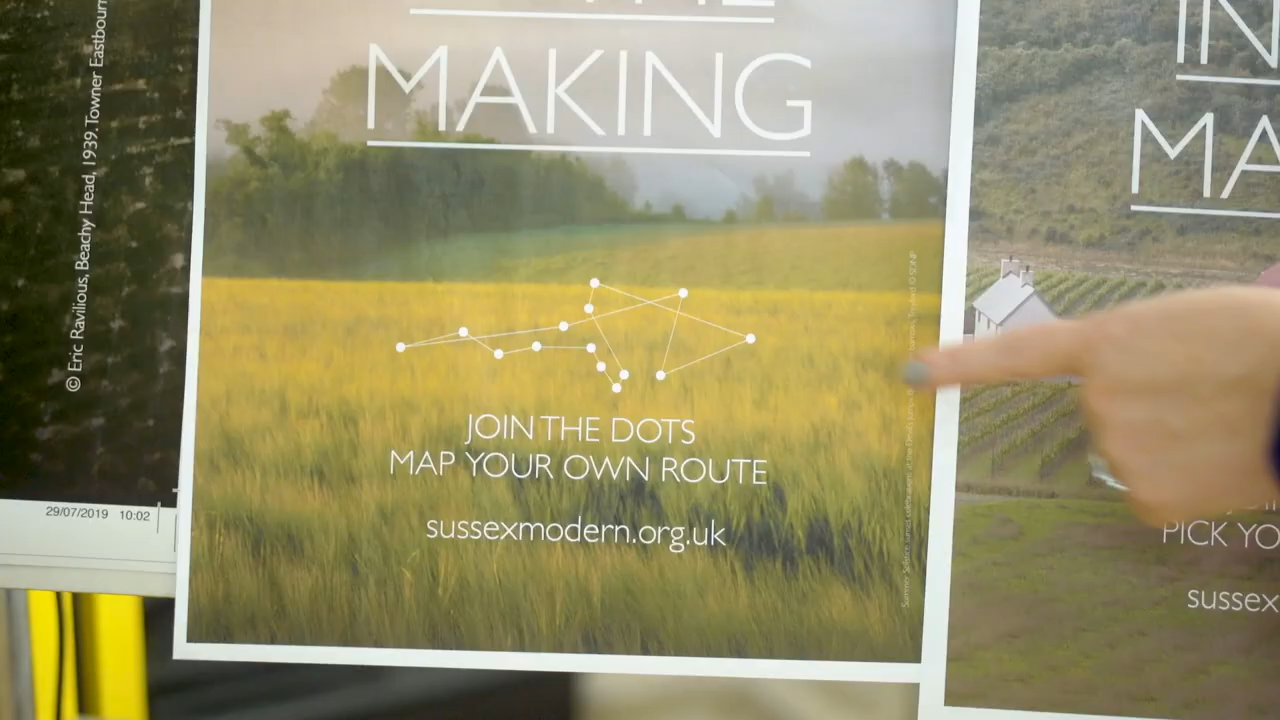 © Eric Ravilious, Beachy Head, 1939. Towner Eastbour
29/07/2019 10:02
MAKING
JOIN THE DOTS
MAP YOUR OWN ROUTE
sussexmodern.org.uk
IN
MA
PICK YO
sussex